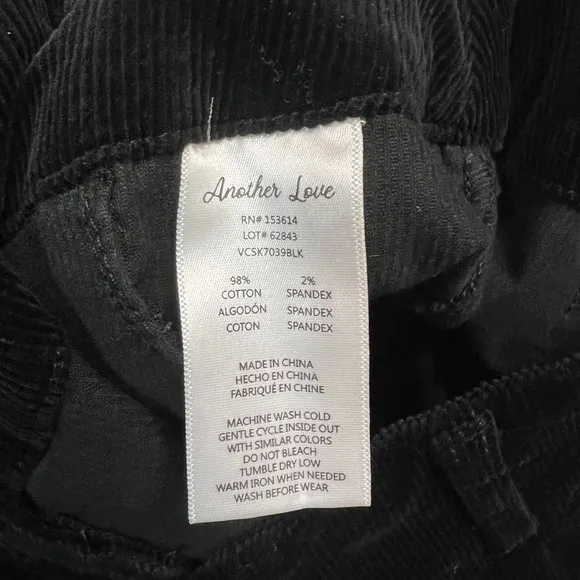 Another Love
RN# 153614
LOT# 62843
VCSK7039BLK
98% 2%
COTTON SPANDEX
ALGODÓN SPANDEX
COTON SPANDEX
MADE IN CHINA
HECHO EN CHINA
FABRIQUÉ EN CHINE
MACHINE WASH COLD
GENTLE CYCLE INSIDE OUT
WITH SIMILAR COLORS
DO NOT BLEACH
TUMBLE DRY LOW
WARM IRON WHEN NEEDED
WASH BEFORE WEAR